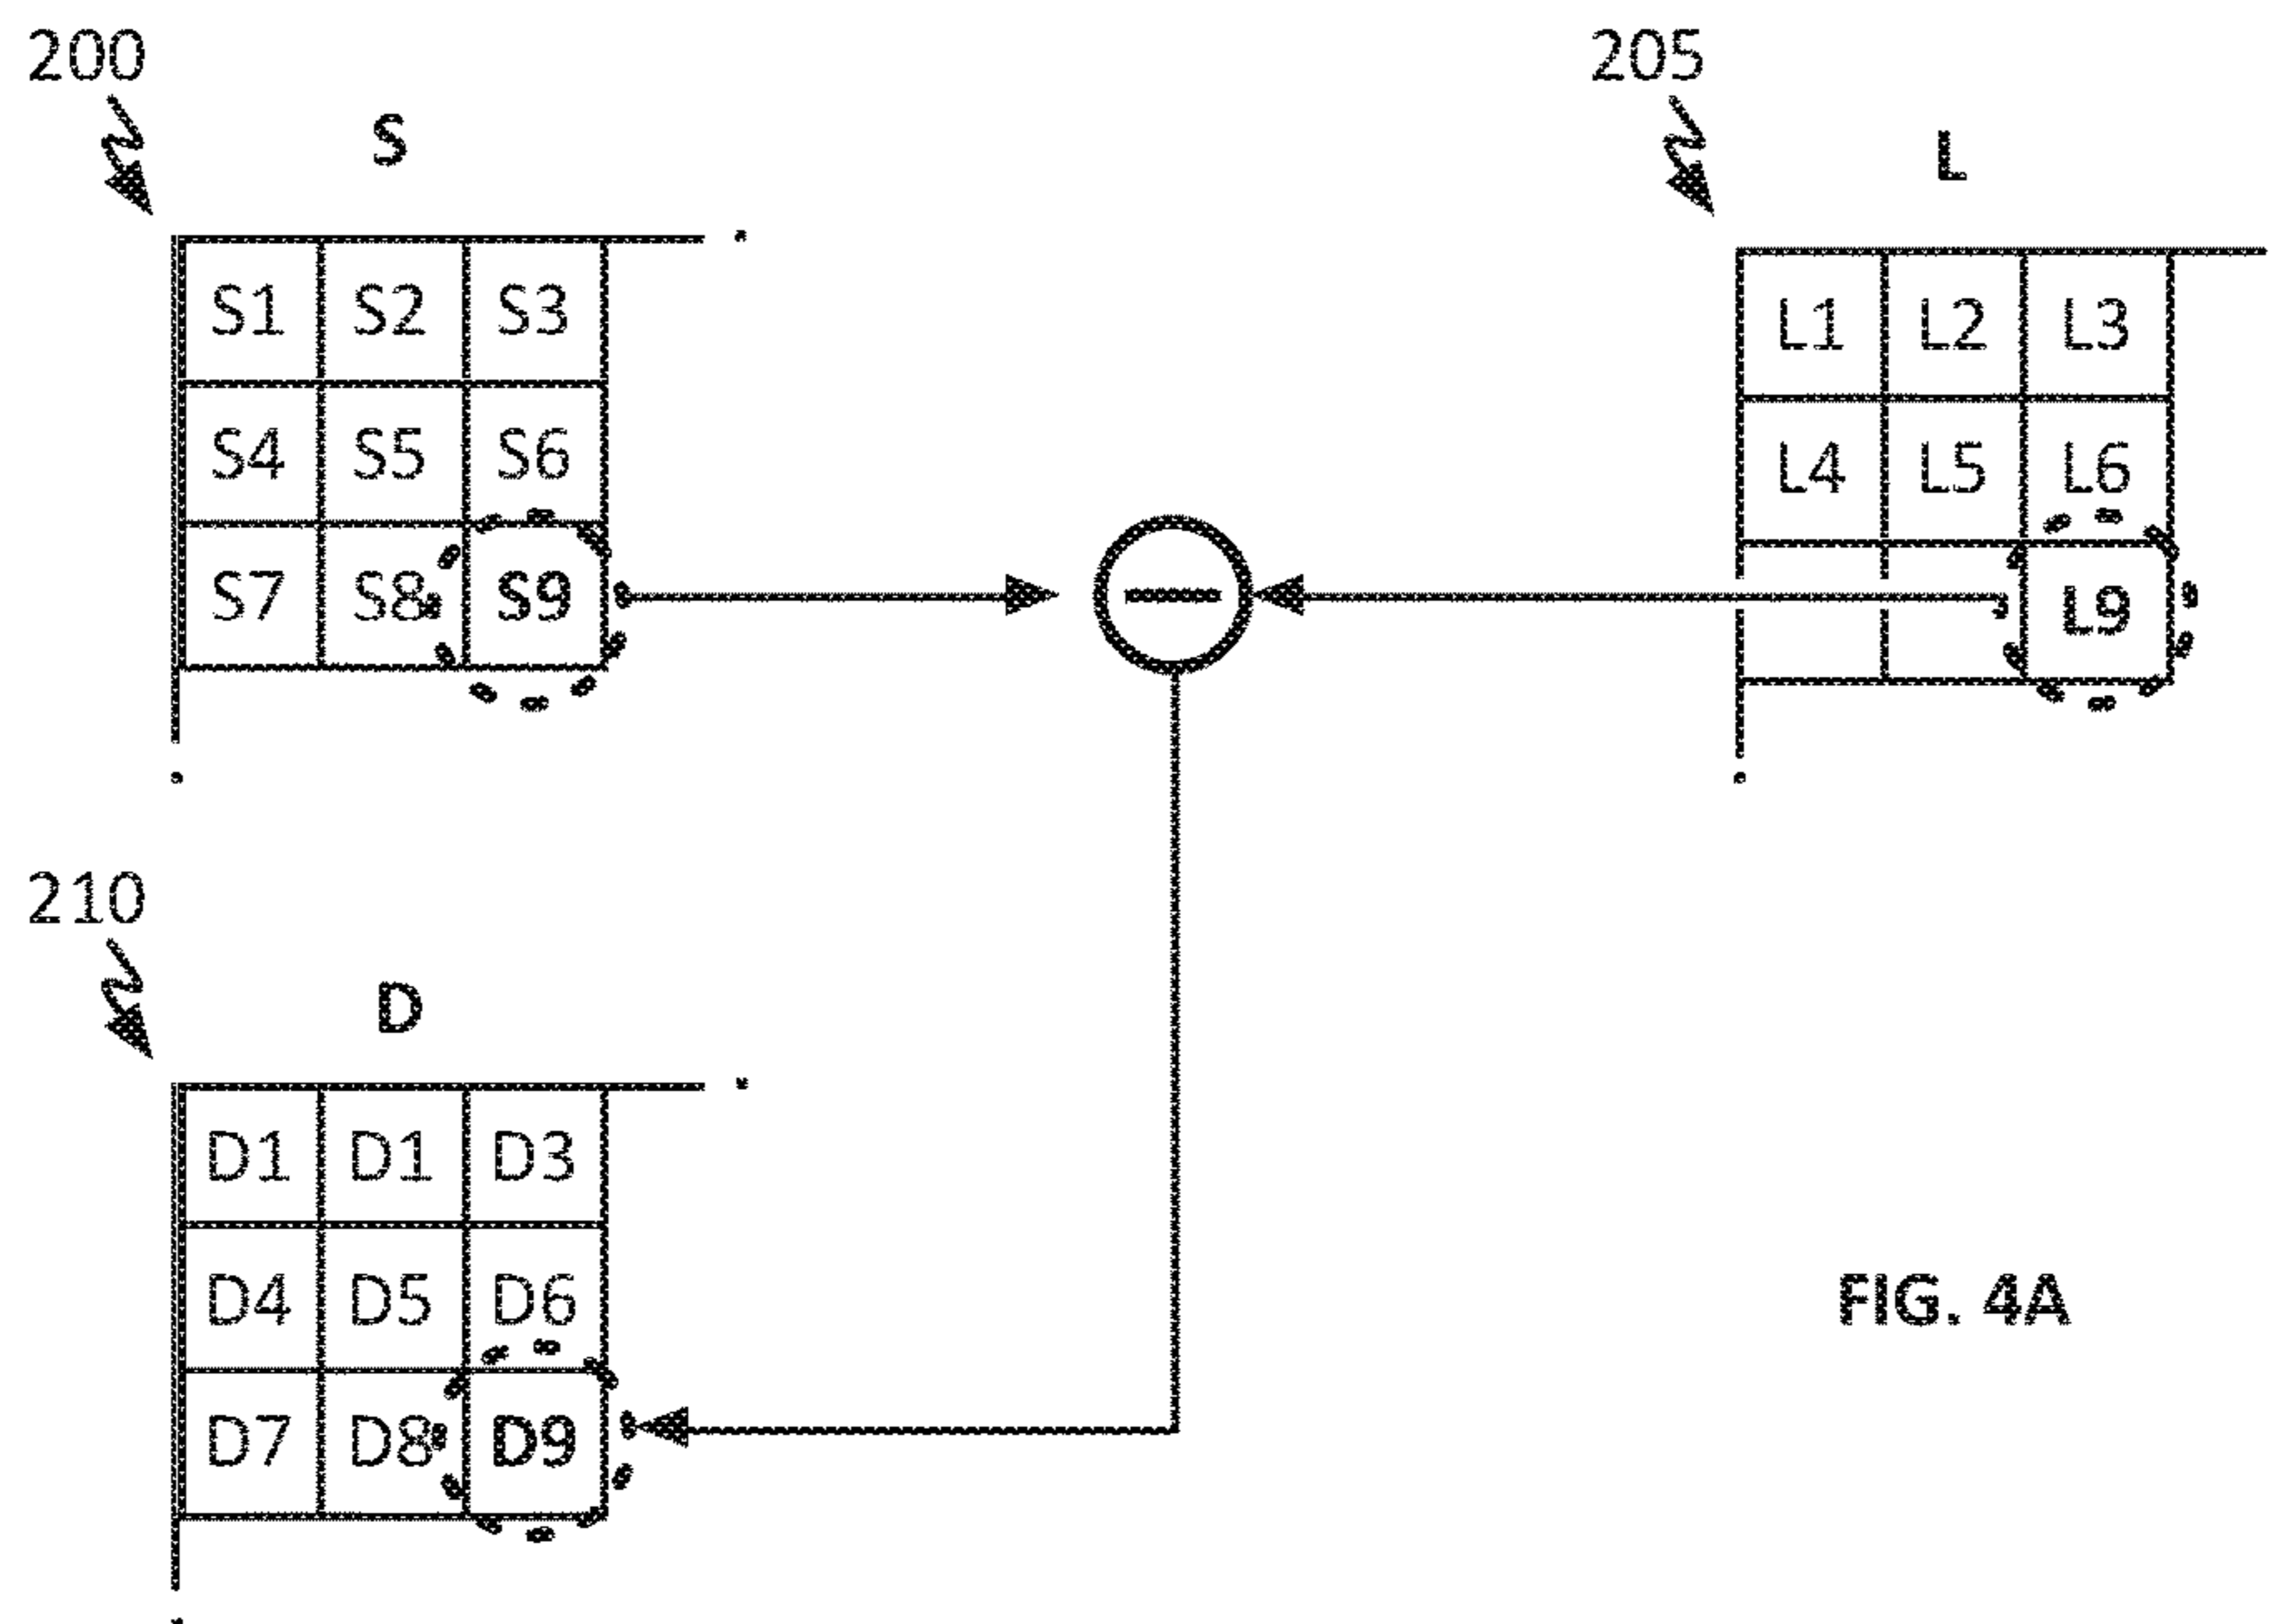 200
S
S1 S2 S3
S4 S5 S6
S7 S8 S9
205
L
L1 L2 L3
L4 L5 L6
L9
210
D
D1 D1 D3
D4 D5 D6
D7 D8 D9
FIG. 4A